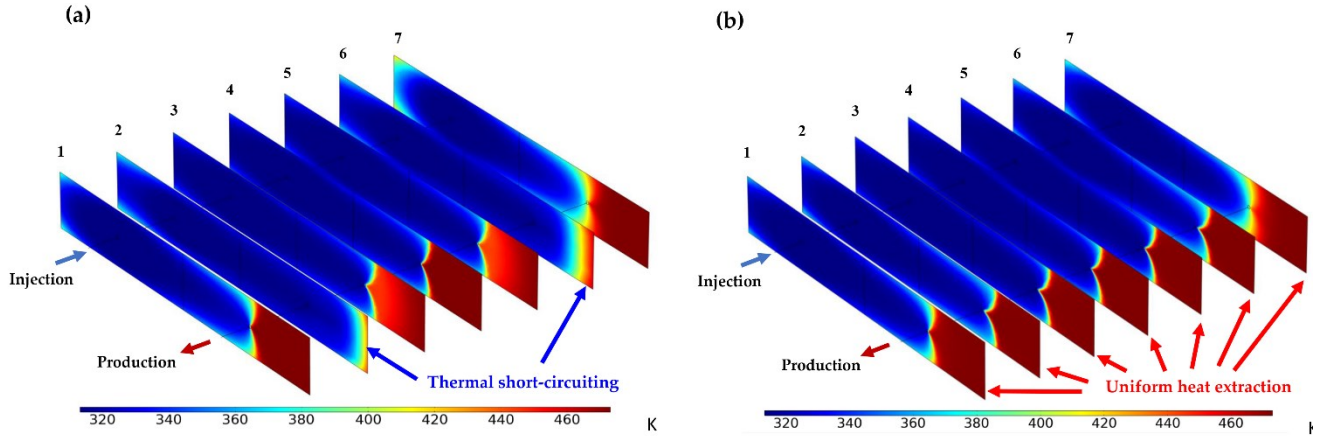 (a)
7
6
5
4
3
2
1
Injection
Production
Thermal short-circuiting
320 340 360 380 400 420 440 460
K
(b)
7
6
5
4
3
2
1
Injection
Production
Uniform heat extraction
320 340 360 380 400 420 440 460
K